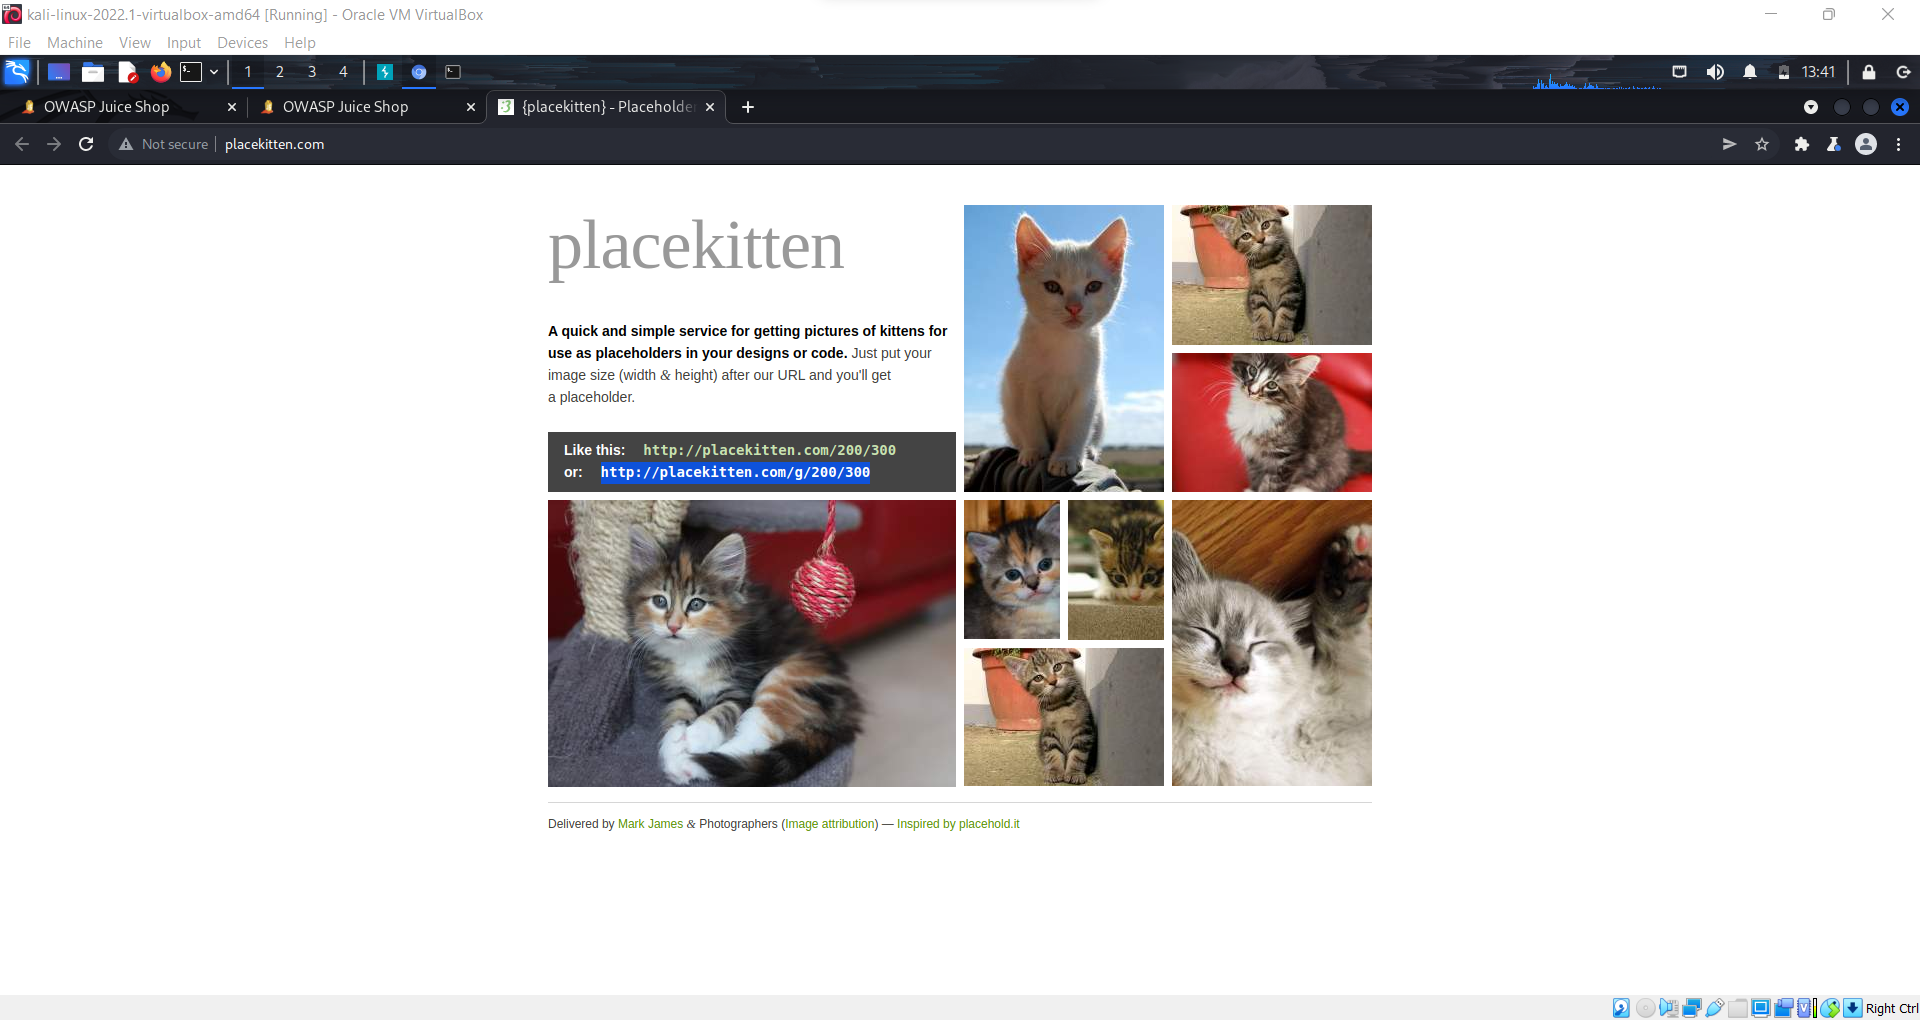 kali-linux-2022.1-virtualbox-amd64 [Running] - Oracle VM VirtualBox
File Machine View Input Devices Help
1 2 3 4 13:41
OWASP Juice Shop OWASP Juice Shop {placekitten} - Placeholder
Not secure placekitten.com
placekitten
A quick and simple service for getting pictures of kittens for
use as placeholders in your designs or code. Just put your
image size (width & height) after our URL and you'll get
a placeholder.
Like this: http://placekitten.com/200/300
or: http://placekitten.com/g/200/300
Delivered by Mark James & Photographers (Image attribution) — Inspired by placehold.it
Right Ctrl